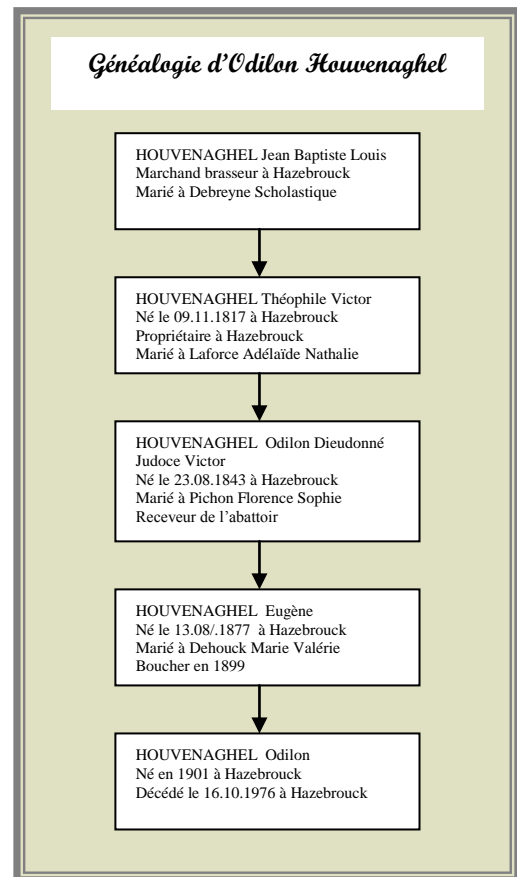 Généalogie d'Odilon Houvenaghel
HOUVENAGHEL Jean Baptiste Louis
Marchand brasseur à Hazebrouck
Marié à Debreyne Scholastique
HOUVENAGHEL Théophile Victor
Né le 09.11.1817 à Hazebrouck
Propriétaire à Hazebrouck
Marié à Laforce Adélaïde Nathalie
HOUVENAGHEL Odilon Dieudonné
Judoce Victor
Né le 23.08.1843 à Hazebrouck
Marié à Pichon Florence Sophie
Receveur de l'abattoir
HOUVENAGHEL Eugène
Né le 13.08/.1877 à Hazebrouck
Marié à Dehouck Marie Valérie
Boucher en 1899
HOUVENAGHEL Odilon
Né en 1901 à Hazebrouck
Décédé le 16.10.1976 à Hazebrouck